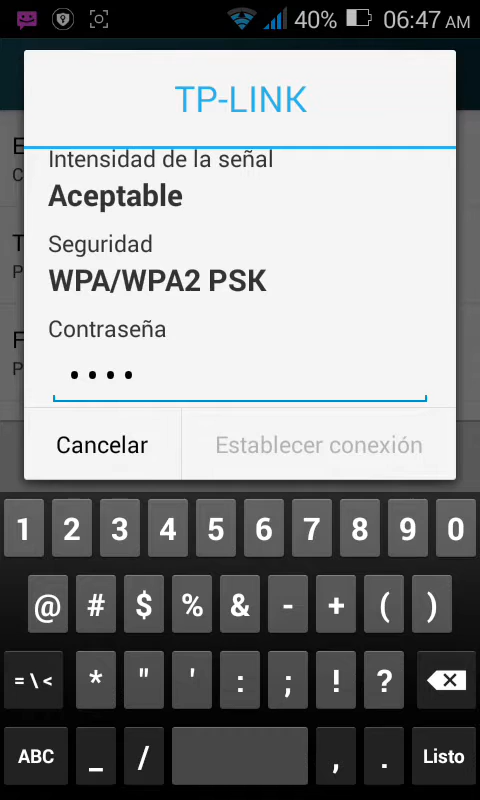 40% 06:47 AM
TP-LINK
Intensidad de la señal
Aceptable
Seguridad
WPA/WPA2 PSK
Contraseña
••••
Cancelar Establecer conexión
1 2 3 4 5 6 7 8 9 0
@ # $ % & - + ( )
= \ < * " ' : ; ! ?
ABC _ / , . Listo